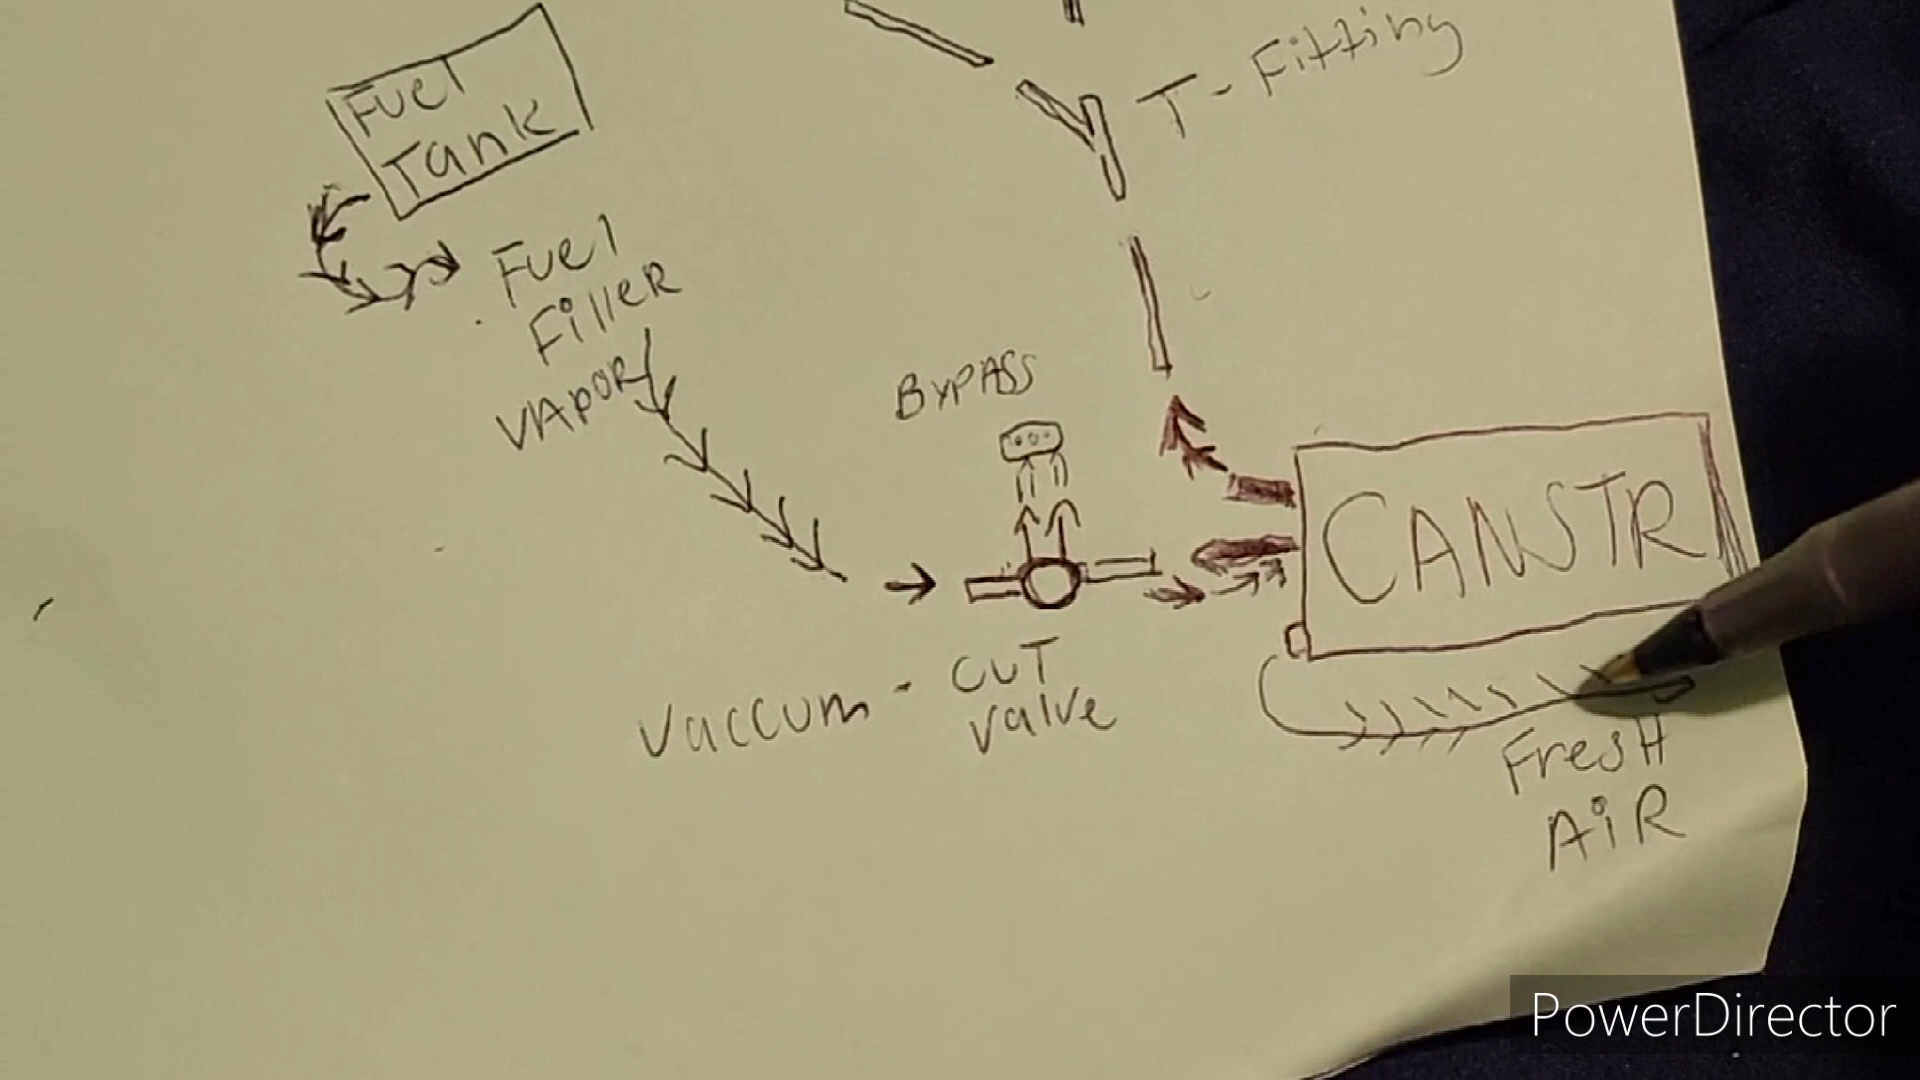 T-Fitting
Fuel
Tank
Fuel
Filler
VAPOR
BYPASS
CANSTR
Vaccum - CUT
valve
Fresh
AiR
PowerDirector